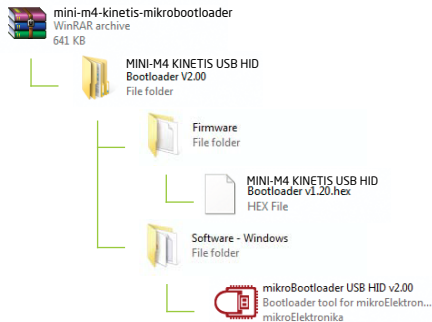 mini-m4-kinetis-mikrobootloader
WinRAR archive
641 KB
MINI-M4 KINETIS USB HID
Bootloader V2.00
File folder
Firmware
File folder
MINI-M4 KINETIS USB HID
Bootloader v1.20.hex
HEX File
Software - Windows
File folder
mikroBootloader USB HID v2.00
Bootloader tool for mikroElektron...
mikroElektronika